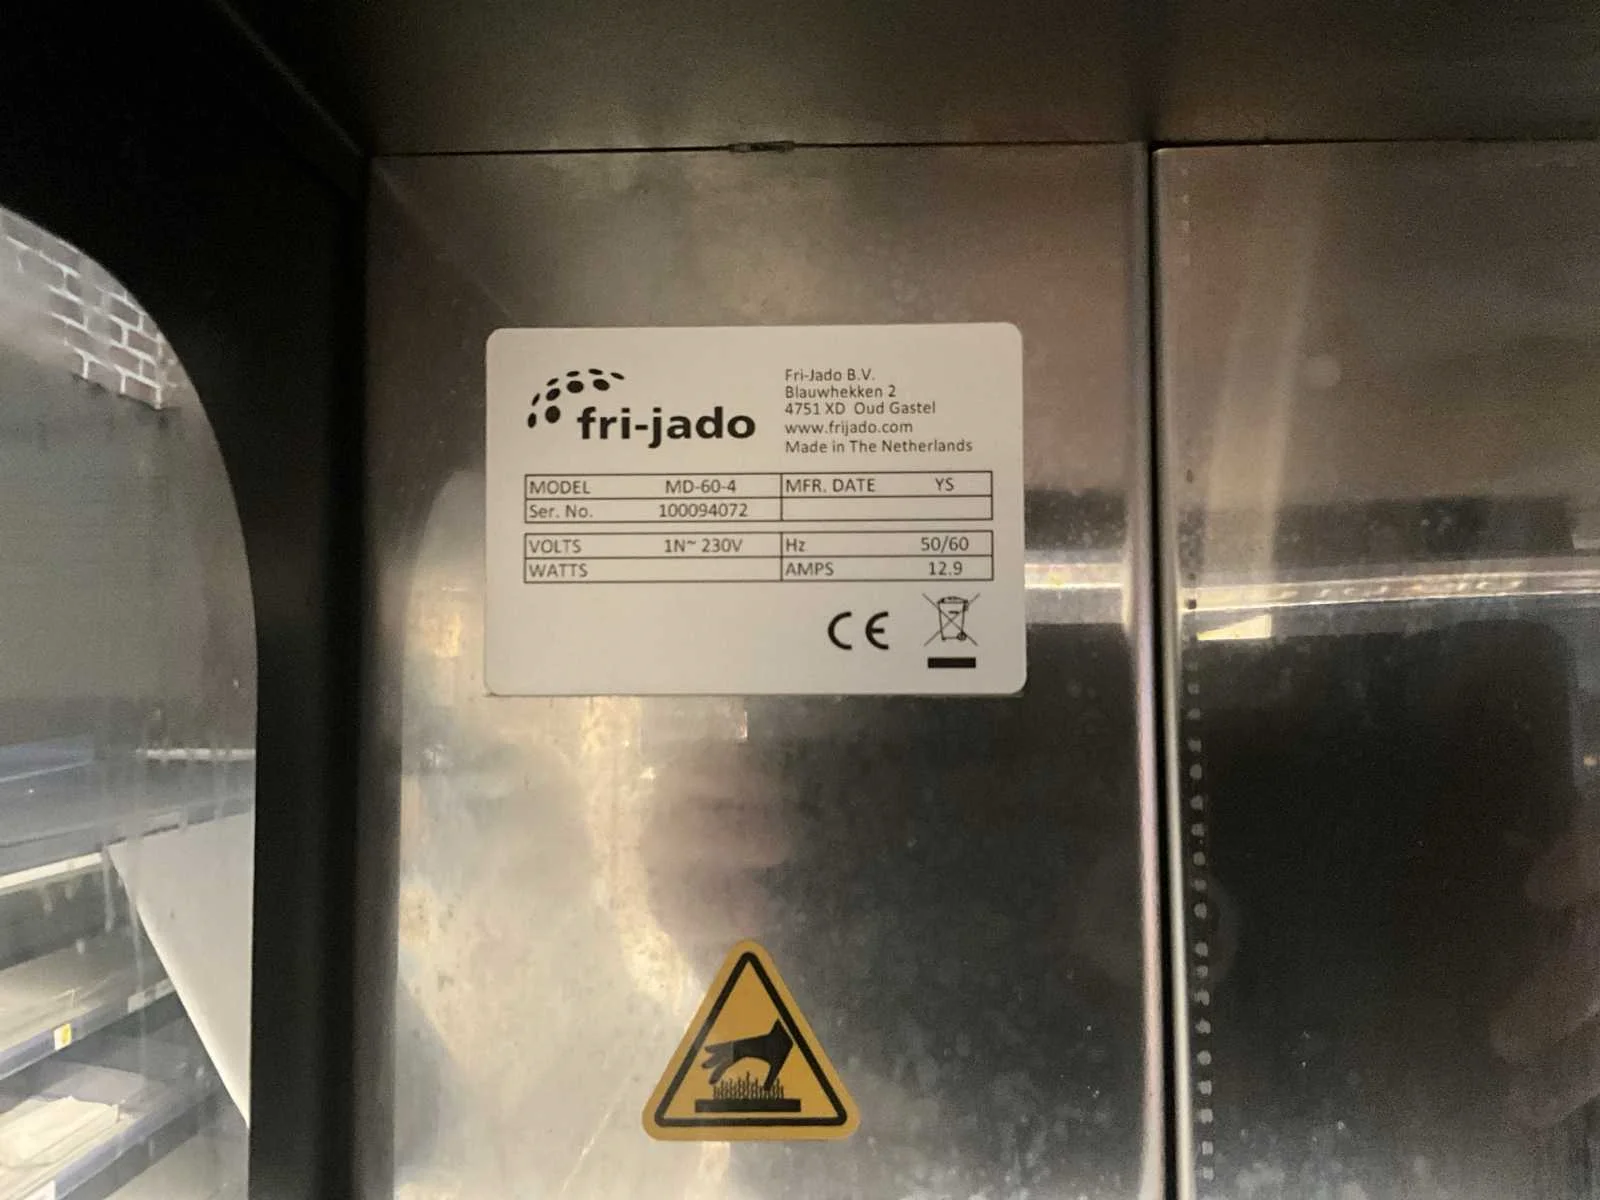 fri-jado
Fri-Jado B.V.
Blauwhekken 2
4751 XD Oud Gastel
www.frijado.com
Made in The Netherlands
MODEL MD-60-4 MFR. DATE YS
Ser. No. 100094072
VOLTS 1N~ 230V Hz 50/60
WATTS AMPS 12.9
CE